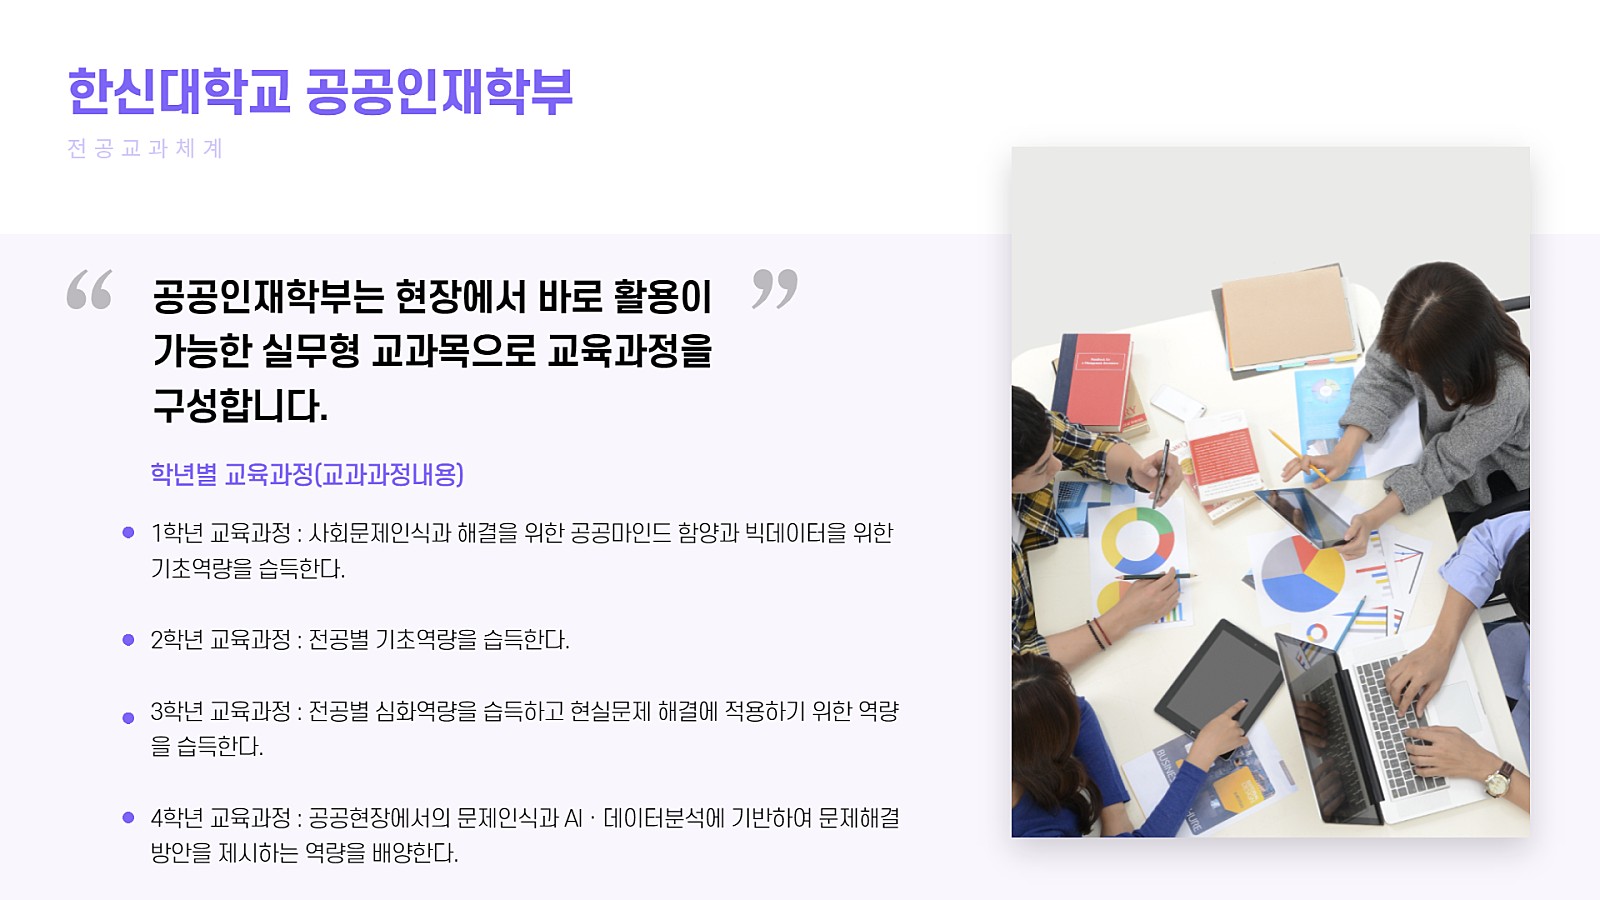 한신대학교 공공인재학부
전공교과체계
“ 공공인재학부는 현장에서 바로 활용이 ”
가능한 실무형 교과목으로 교육과정을
구성합니다.
학년별 교육과정(교과과정내용)
1학년 교육과정 : 사회문제인식과 해결을 위한 공공마인드 함양과 빅데이터을 위한
기초역량을 습득한다.
2학년 교육과정 : 전공별 기초역량을 습득한다.
3학년 교육과정 : 전공별 심화역량을 습득하고 현실문제 해결에 적용하기 위한 역량
을 습득한다.
4학년 교육과정 : 공공현장에서의 문제인식과 AI · 데이터분석에 기반하여 문제해결
방안을 제시하는 역량을 배양한다.